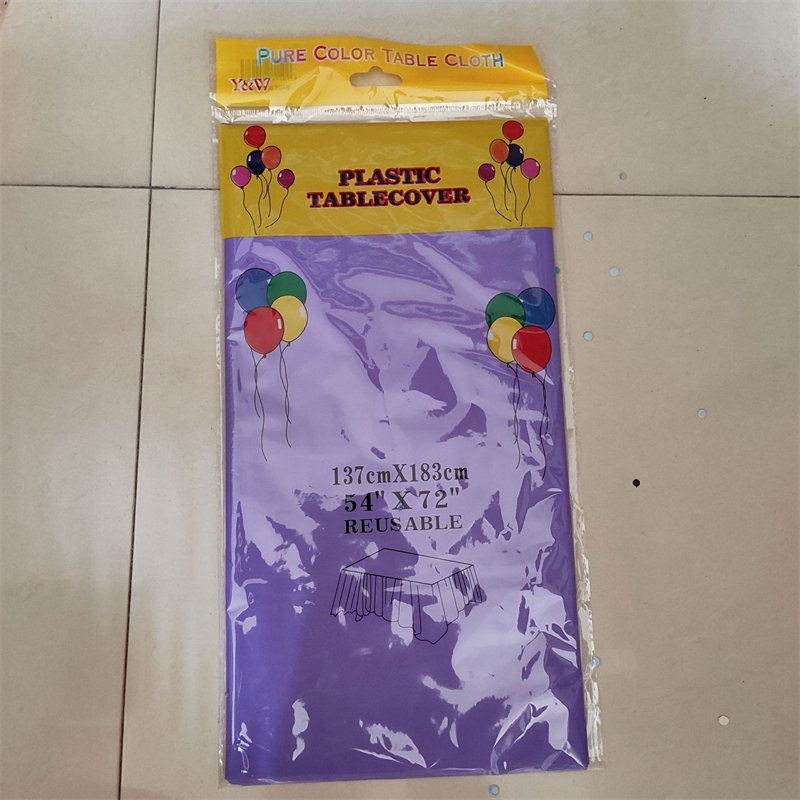 PURE COLOR TABLE CLOTH
Y&W
PLASTIC
TABLECOVER
137cmX183cm
54" X 72"
REUSABLE